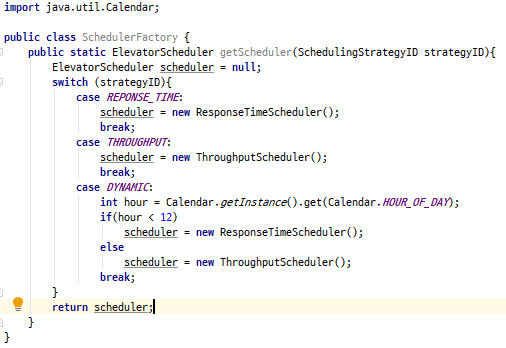 import java.util.Calendar;
public class SchedulerFactory {
public static ElevatorScheduler getScheduler(SchedulingStrategyID strategyID){
ElevatorScheduler scheduler = null;
switch (strategyID){
case REPONSE_TIME:
scheduler = new ResponseTimeScheduler();
break;
case THROUGHPUT:
scheduler = new ThroughputScheduler();
break;
case DYNAMIC:
int hour = Calendar.getInstance().get(Calendar.HOUR_OF_DAY);
if(hour < 12)
scheduler = new ResponseTimeScheduler();
else
scheduler = new ThroughputScheduler();
break;
}
return scheduler;
}
}